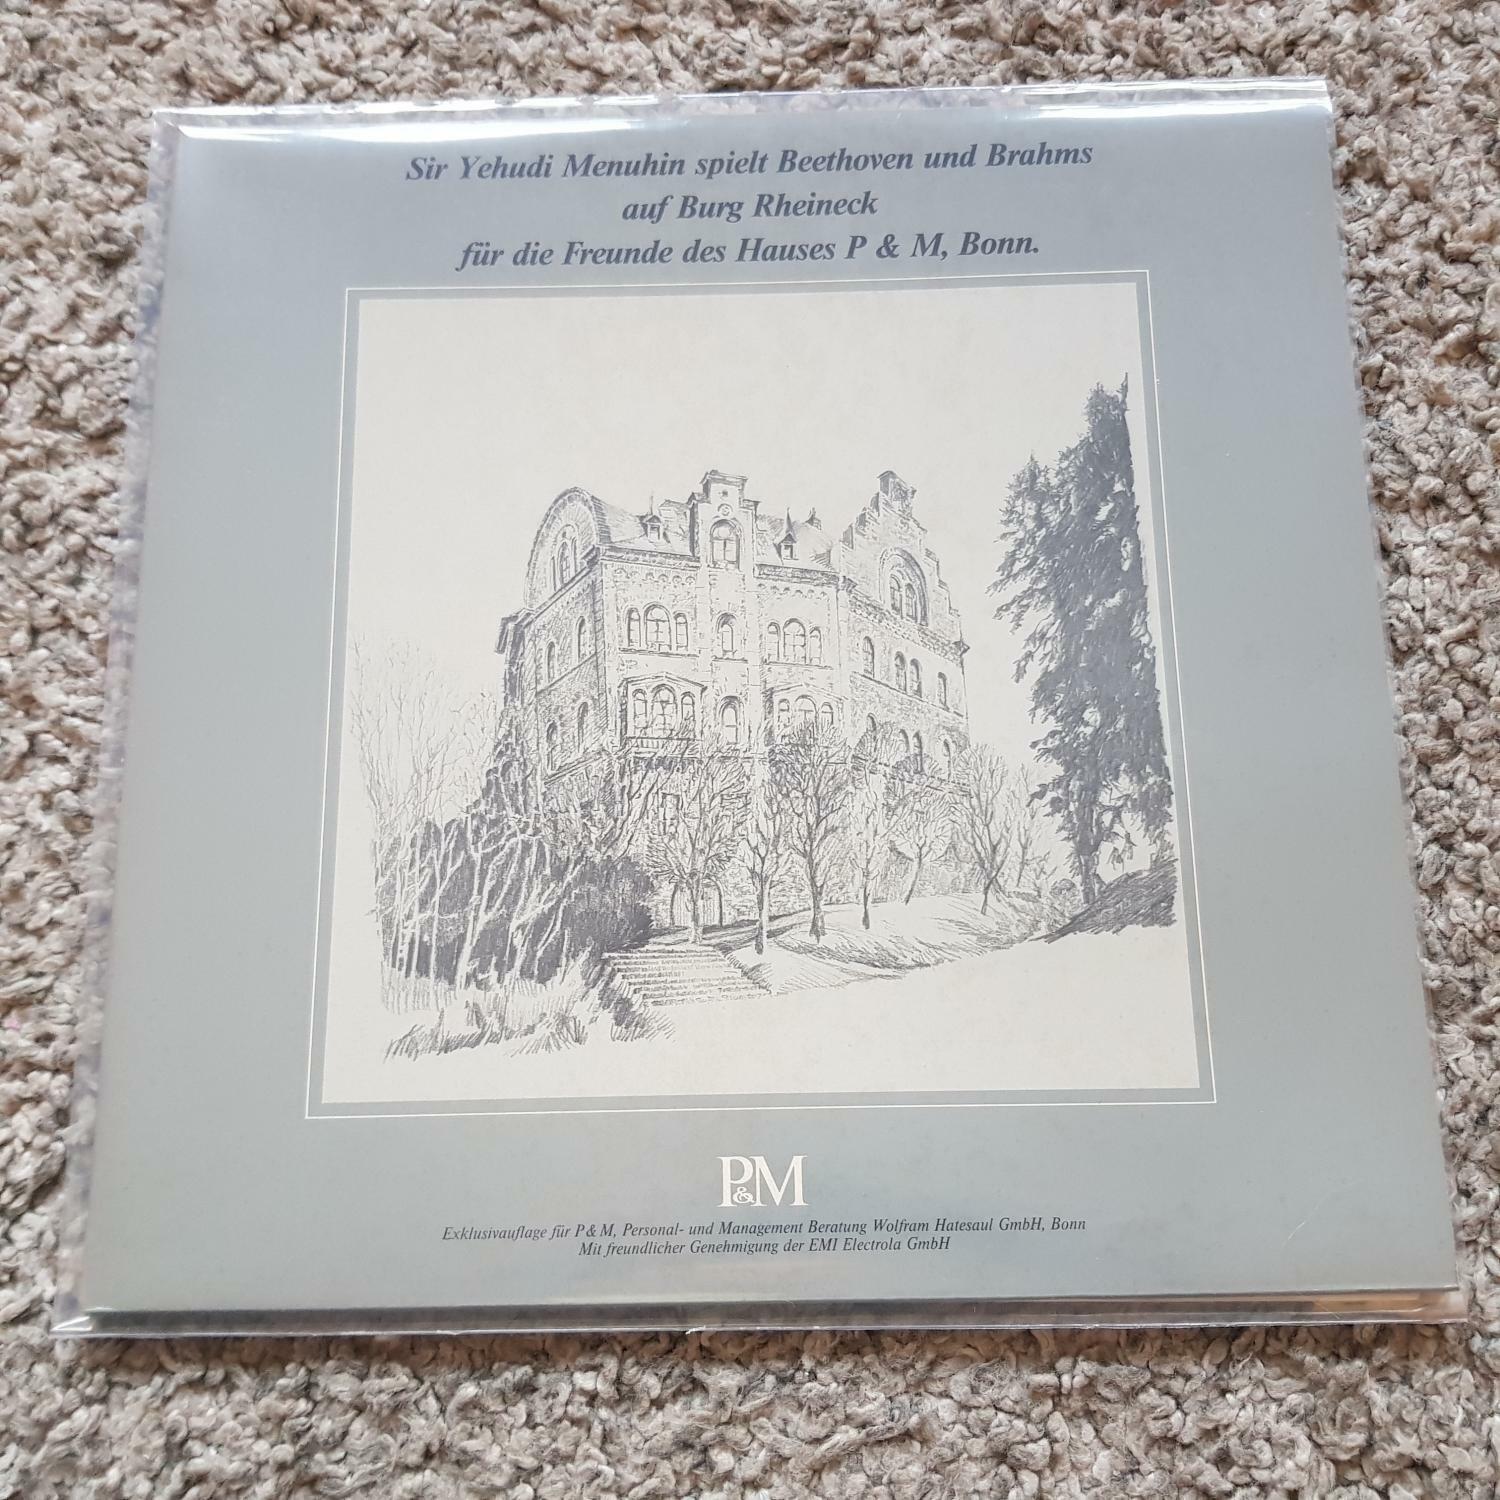 Sir Yehudi Menuhin spielt Beethoven und Brahms
auf Burg Rheineck
für die Freunde des Hauses P & M, Bonn.
P&M
Exklusivauflage für P & M, Personal- und Management Beratung Wolfram Hatesaul GmbH, Bonn
Mit freundlicher Genehmigung der EMI Electrola GmbH